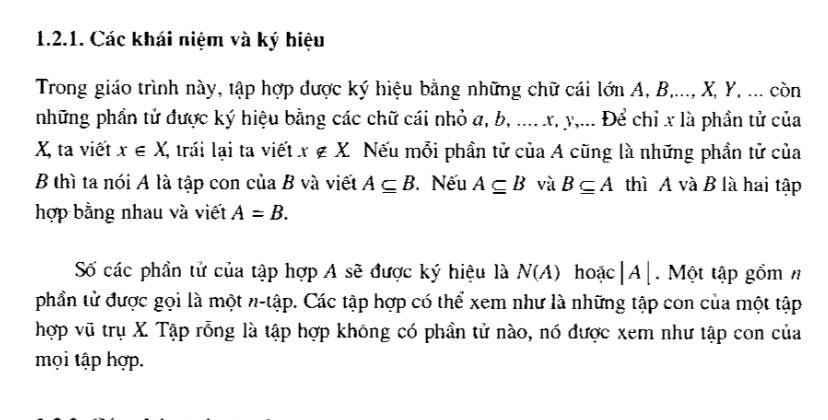 1.2.1. Các khái niệm và ký hiệu
Trong giáo trình này, tập hợp được ký hiệu bằng những chữ cái lớn A, B,..., X, Y, ... còn
những phần tử được ký hiệu bằng các chữ cái nhỏ a, b, .... x, y,... Để chỉ x là phần tử của
X, ta viết x ∈ X, trái lại ta viết x ∉ X. Nếu mỗi phần tử của A cũng là những phần tử của
B thì ta nói A là tập con của B và viết A ⊆ B. Nếu A ⊆ B và B ⊆ A thì A và B là hai tập
hợp bằng nhau và viết A = B.
Số các phần tử của tập hợp A sẽ được ký hiệu là N(A) hoặc |A|. Một tập gồm n
phần tử được gọi là một n-tập. Các tập hợp có thể xem như là những tập con của một tập
hợp vũ trụ X. Tập rỗng là tập hợp không có phần tử nào, nó được xem như tập con của
mọi tập hợp.